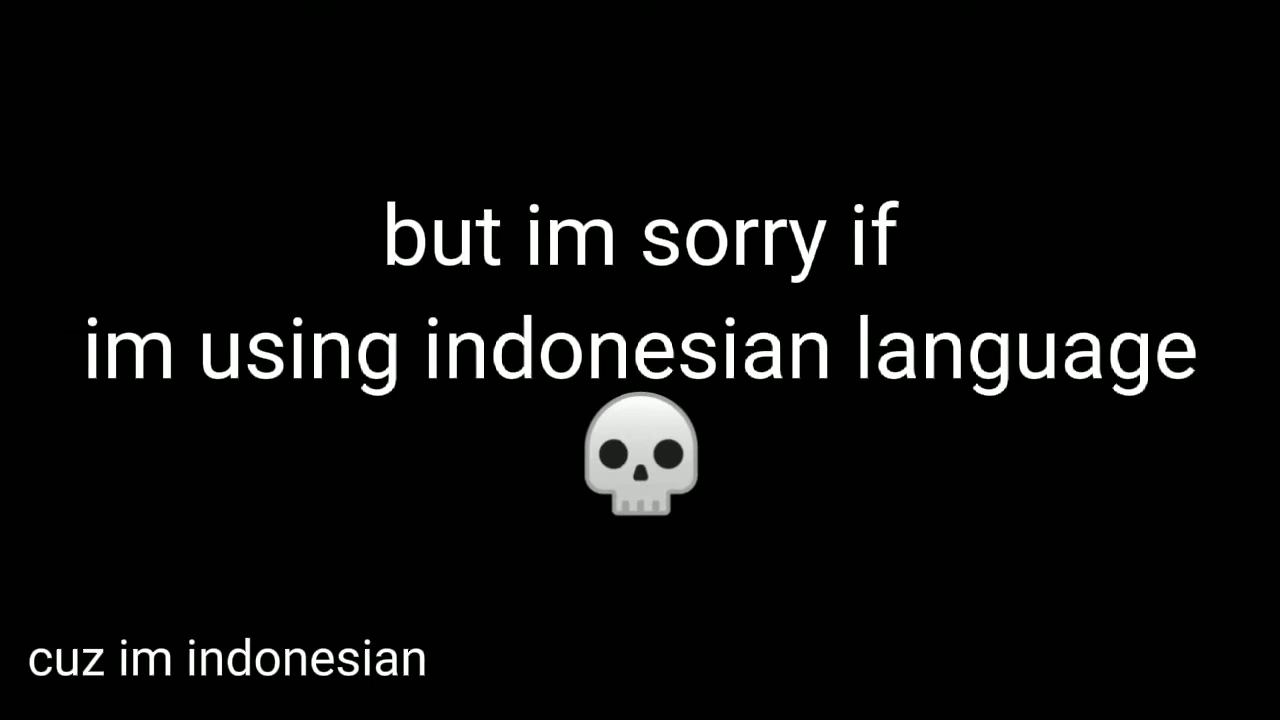 but im sorry if
im using indonesian language
💀
cuz im indonesian